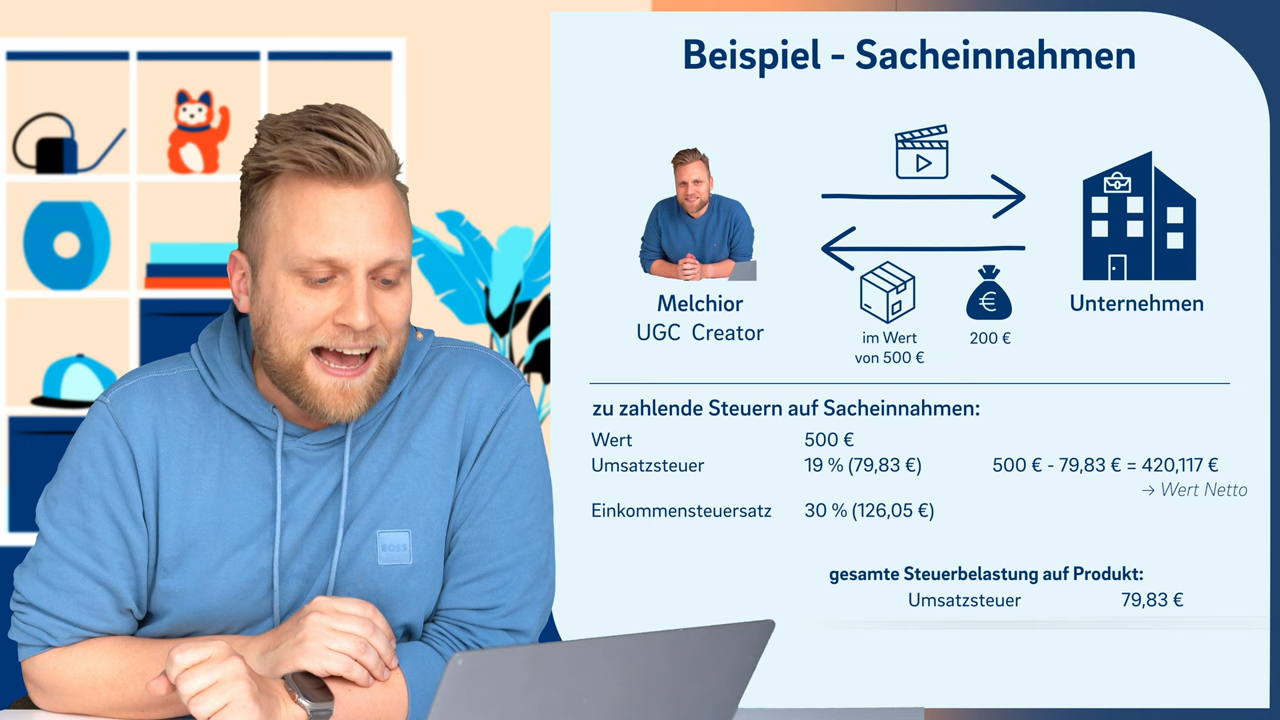 Beispiel - Sacheinnahmen
Melchior
UGC Creator
im Wert
von 500 €
€
200 €
Unternehmen
zu zahlende Steuern auf Sacheinnahmen:
Wert 500 €
Umsatzsteuer 19 % (79,83 €) 500 € - 79,83 € = 420,117 €
→ Wert Netto
Einkommensteuersatz 30 % (126,05 €)
gesamte Steuerbelastung auf Produkt:
Umsatzsteuer 79,83 €
BOSS